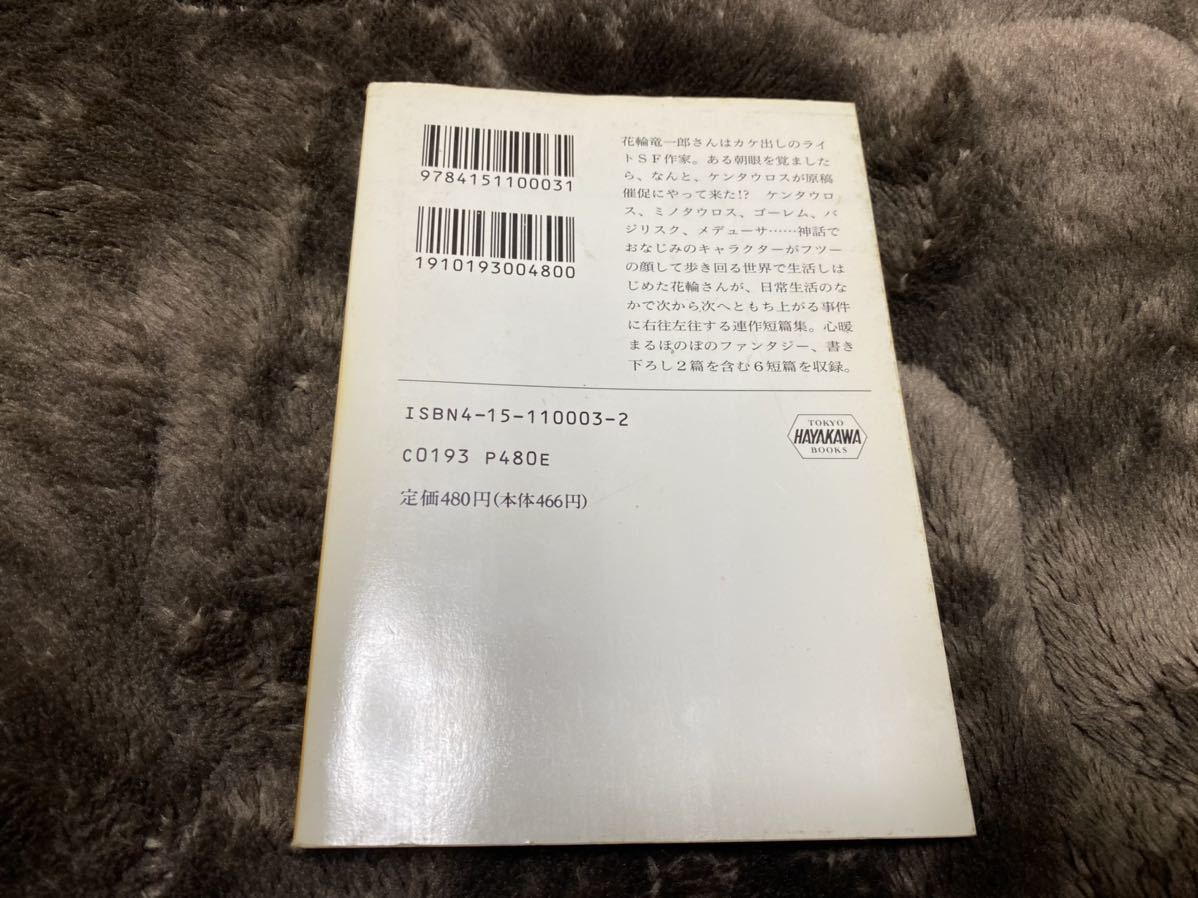 9784151100031
1910193004800
花輪竜一郎さんはカケ出しのライ
トSF作家。ある朝眼を覚ました
ら、なんと、ケンタウロスが原稿
催促にやって来た!? ケンタウロ
ス、ミノタウロス、ゴーレム、バ
ジリスク、メデューサ……神話で
おなじみのキャラクターがフツー
の顔して歩き回る世界で生活しは
じめた花輪さんが、日常生活のな
かで次から次へともち上がる事件
に右往左往する連作短篇集。心暖
まるほのぼのファンタジー、書き
下ろし2篇を含む6短篇を収録。
ISBN4-15-110003-2
C0193 P480E
定価480円(本体466円)
TOKYO
HAYAKAWA
BOOKS